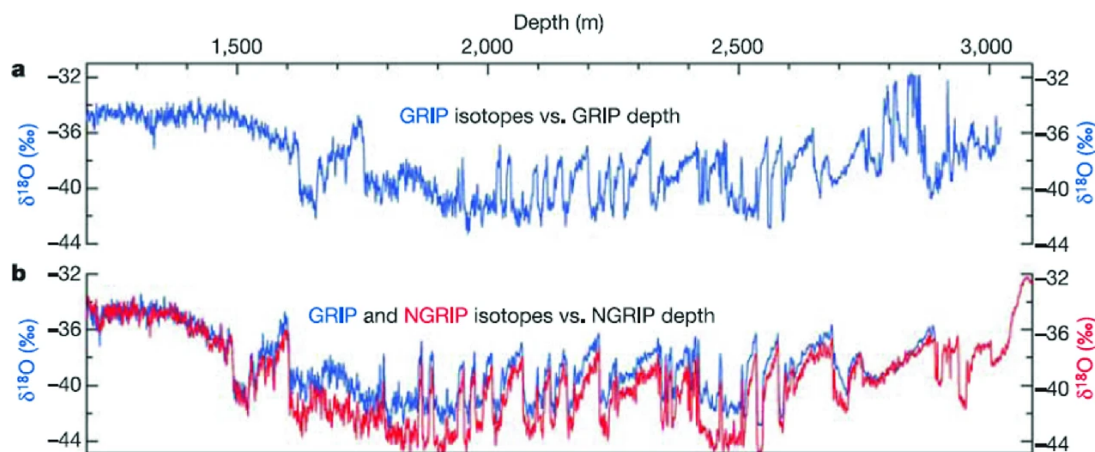 Depth (m)
1,500 2,000 2,500 3,000
a
−32 −32
GRIP isotopes vs. GRIP depth
−36 −36
δ18O (‰) δ18O (‰)
−40 −40
−44 −44
b
−32 −32
GRIP and NGRIP isotopes vs. NGRIP depth
−36 −36
δ18O (‰) δ18O (‰)
−40 −40
−44 −44